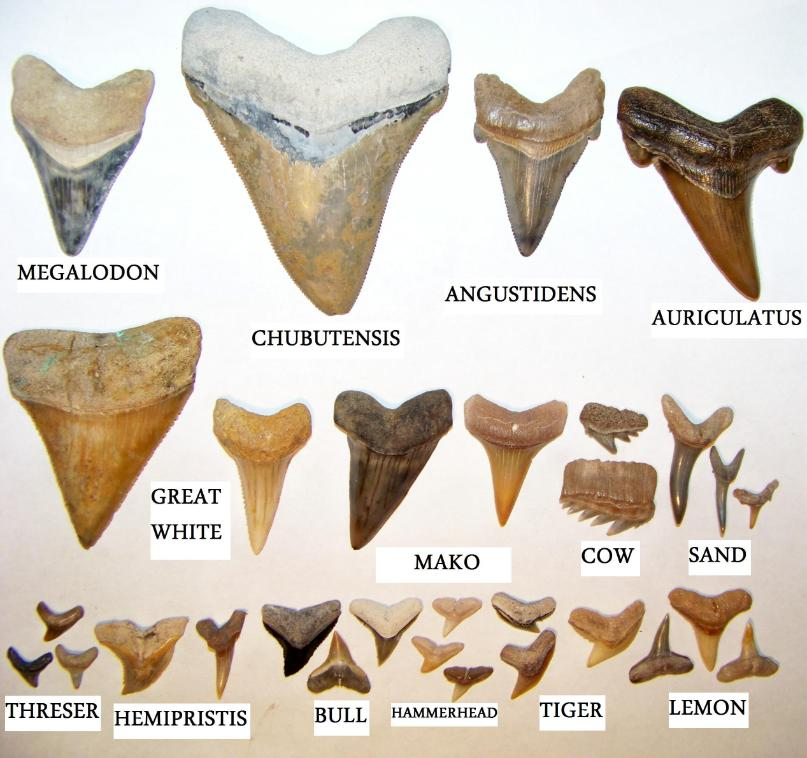 MEGALODON
CHUBUTENSIS
ANGUSTIDENS
AURICULATUS
GREAT
WHITE
MAKO
COW
SAND
THRESER
HEMIPRISTIS
BULL
HAMMERHEAD
TIGER
LEMON